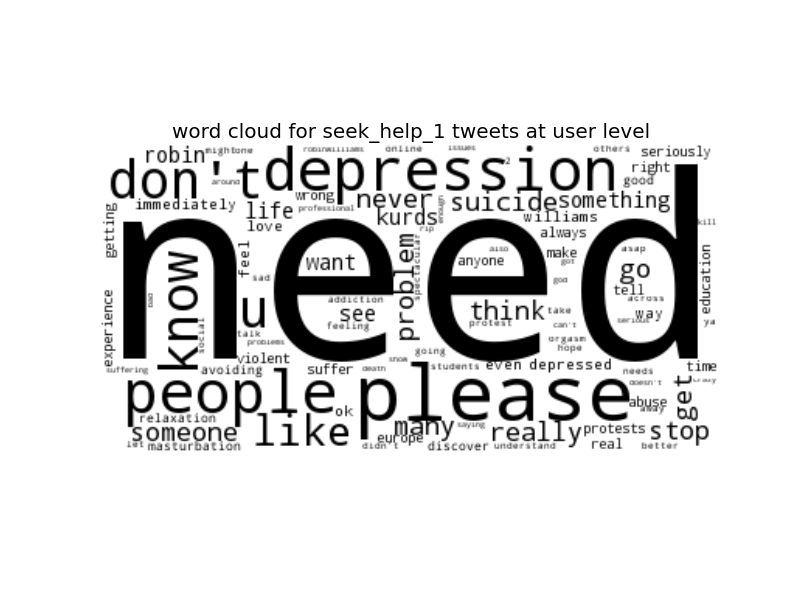 word cloud for seek_help_1 tweets at user level
robin
mightone
robinwilliams
online
issues
others
seriously
don't
depression
around
2
right
good
wrong
professional
never
enough
suicide
something
immediately
life
love
kurds
rip
williams
always
kill
getting
need
know
feel
sad
want
problem
spectacular
anyone
also
got
god
make
asap
go
tell
across
way
education
experience
bad
social
u
talk
problems
addiction
see
feeling
think
protest
take
can't
orgasm
hope
serious
ya
violent
avoiding
suffering
suffer
death
snow
going
students
even
depressed
needs
doesn't
time
crazy
people
please
ok
get
abuse
away
relaxation
someone
like
many
saying
europe
really
protests
real
stop
let
masturbation
didn't
discover
understand
better